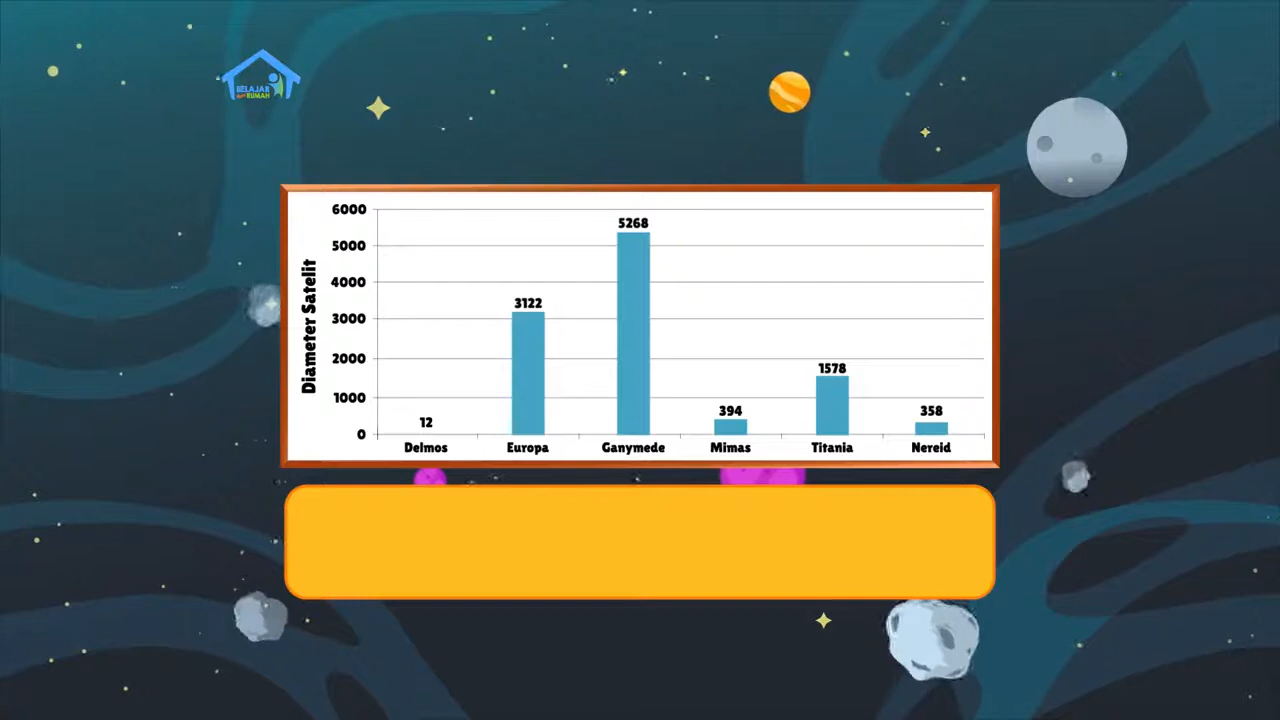 BELAJAR
dari RUMAH
6000
5000
4000
3000
2000
1000
0
Diameter Satelit
12
3122
5268
394
1578
358
Delmos
Europa
Ganymede
Mimas
Titania
Nereid